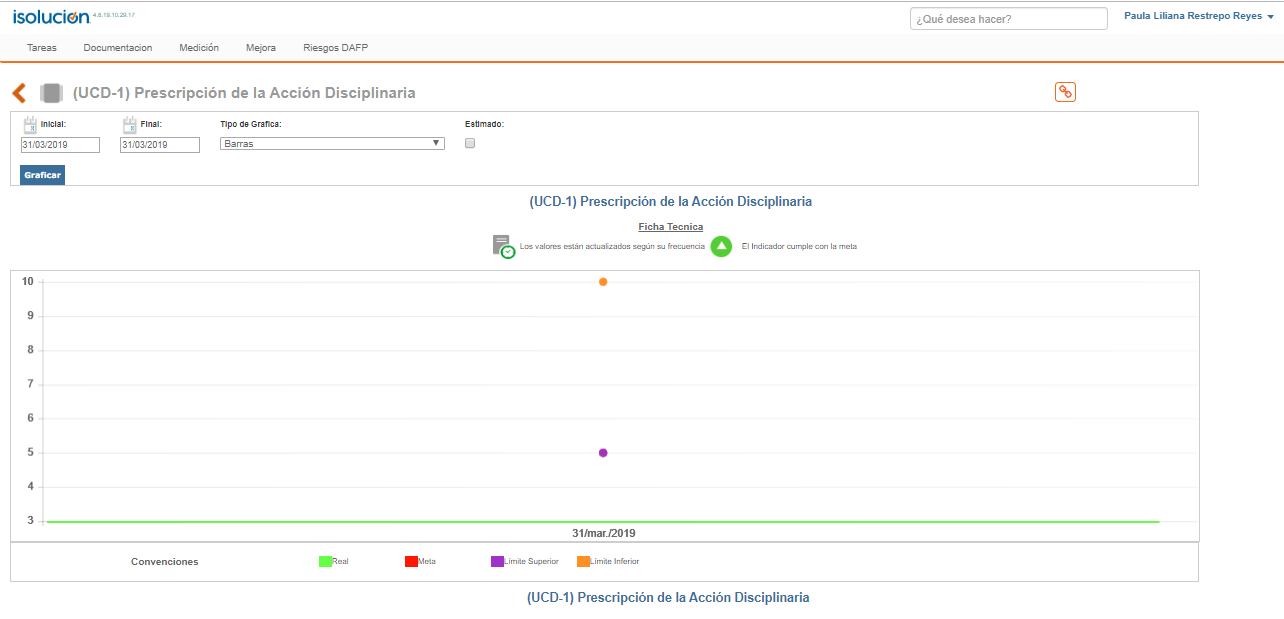 isolución 4.8.19.10.29.17
¿Qué desea hacer?
Paula Liliana Restrepo Reyes
Tareas Documentacion Medición Mejora Riesgos DAFP
(UCD-1) Prescripción de la Acción Disciplinaria
Inicial: Final: Tipo de Grafica: Estimado:
31/03/2019 31/03/2019 Barras
Graficar
(UCD-1) Prescripción de la Acción Disciplinaria
Ficha Tecnica
Los valores están actualizados según su frecuencia El Indicador cumple con la meta
10
9
8
7
6
5
4
3
31/mar./2019
Convenciones Real Meta Límite Superior Límite Inferior
(UCD-1) Prescripción de la Acción Disciplinaria